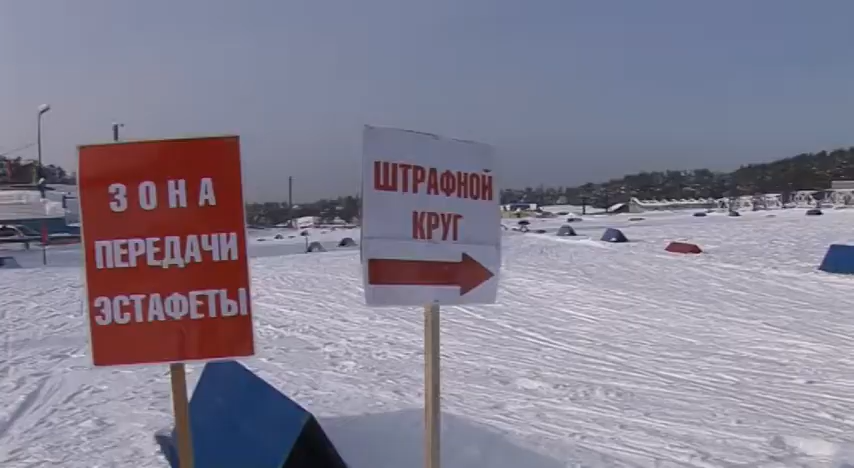 ЗОНА
ПЕРЕДАЧИ
ЭСТАФЕТЫ
ШТРАФНОЙ
КРУГ